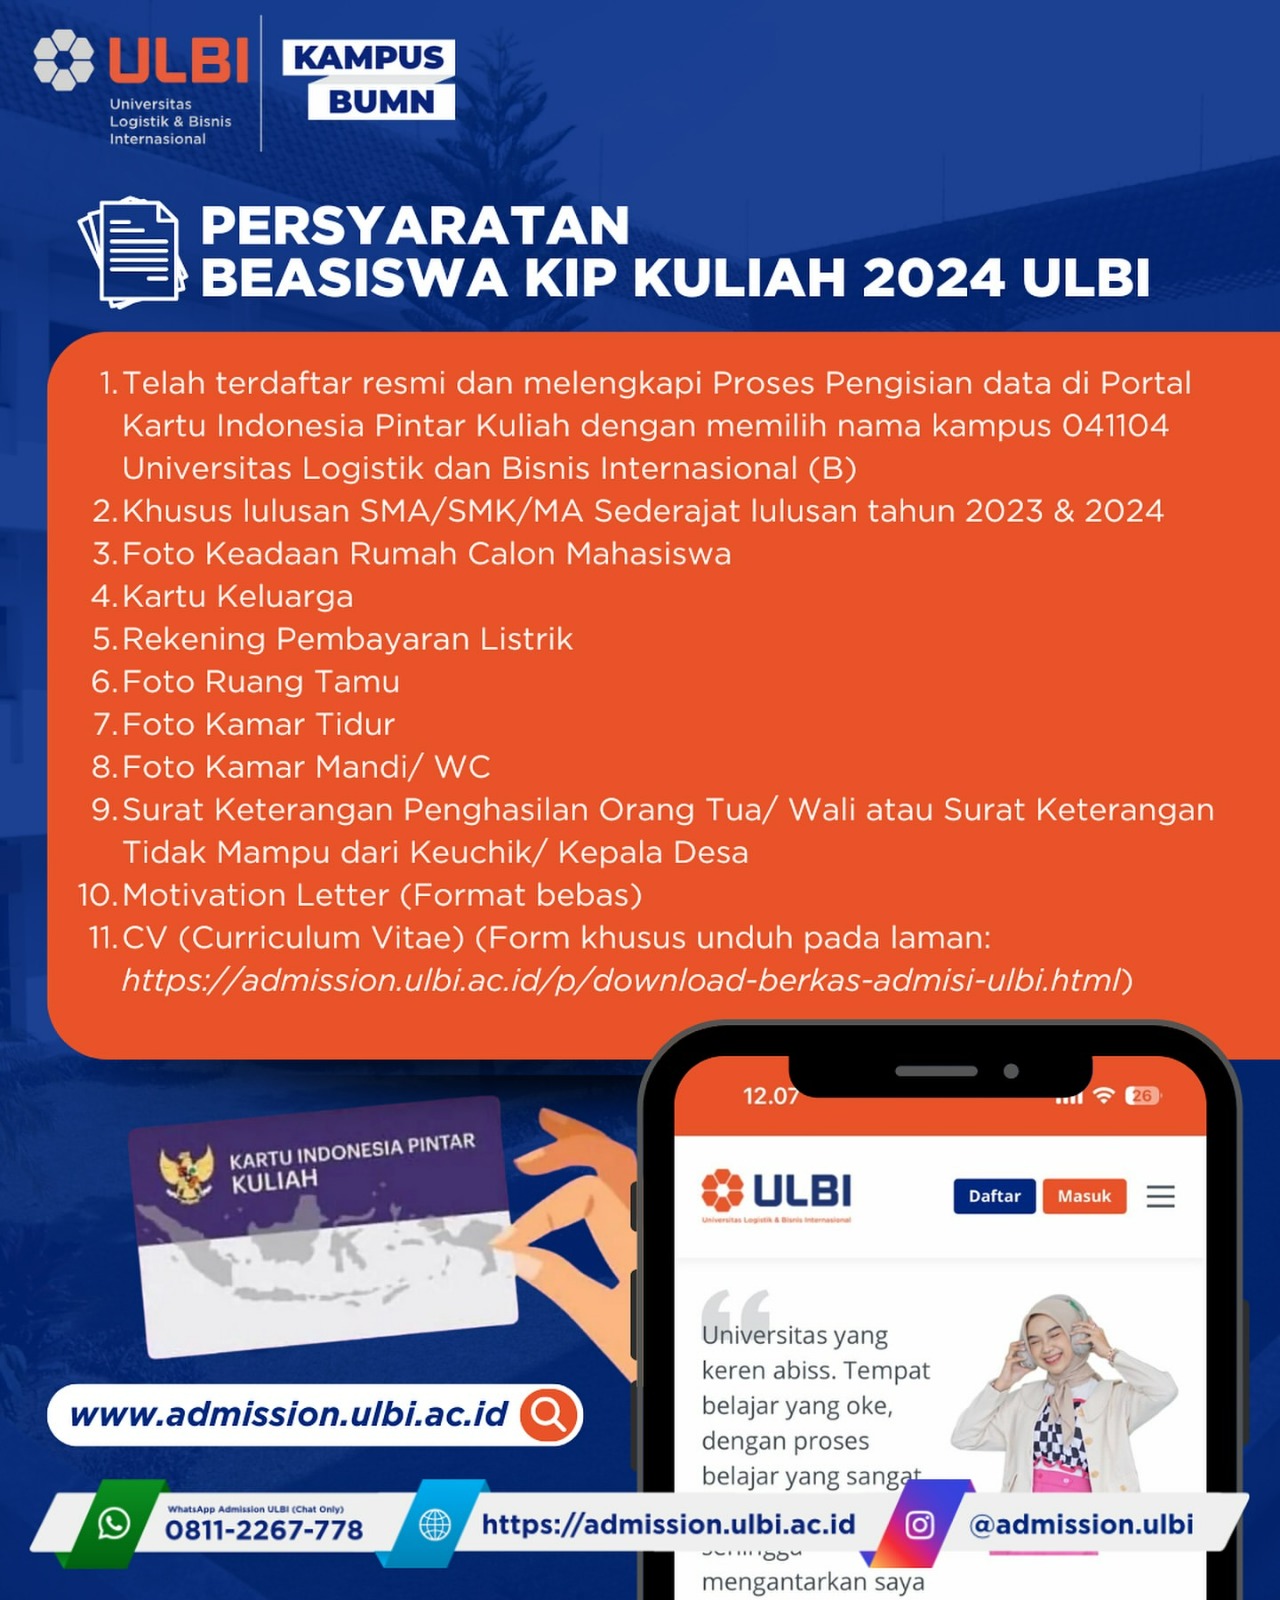 ULBI
Universitas
Logistik & Bisnis
Internasional
KAMPUS
BUMN
PERSYARATAN
BEASISWA KIP KULIAH 2024 ULBI
1. Telah terdaftar resmi dan melengkapi Proses Pengisian data di Portal
Kartu Indonesia Pintar Kuliah dengan memilih nama kampus 041104
Universitas Logistik dan Bisnis Internasional (B)
2. Khusus lulusan SMA/SMK/MA Sederajat lulusan tahun 2023 & 2024
3. Foto Keadaan Rumah Calon Mahasiswa
4. Kartu Keluarga
5. Rekening Pembayaran Listrik
6. Foto Ruang Tamu
7. Foto Kamar Tidur
8. Foto Kamar Mandi/ WC
9. Surat Keterangan Penghasilan Orang Tua/ Wali atau Surat Keterangan
Tidak Mampu dari Keuchik/ Kepala Desa
10. Motivation Letter (Format bebas)
11. CV (Curriculum Vitae) (Form khusus unduh pada laman:
https://admission.ulbi.ac.id/p/download-berkas-admisi-ulbi.html)
KARTU INDONESIA PINTAR
KULIAH
12.07
26
ULBI
Universitas Logistik & Bisnis Internasional
Daftar
Masuk
Universitas yang
keren abiss. Tempat
belajar yang oke,
dengan proses
belajar yang sangat
sehingga
mengantarkan saya
www.admission.ulbi.ac.id
WhatsApp Admission ULBI (Chat Only)
0811-2267-778
https://admission.ulbi.ac.id
@admission.ulbi